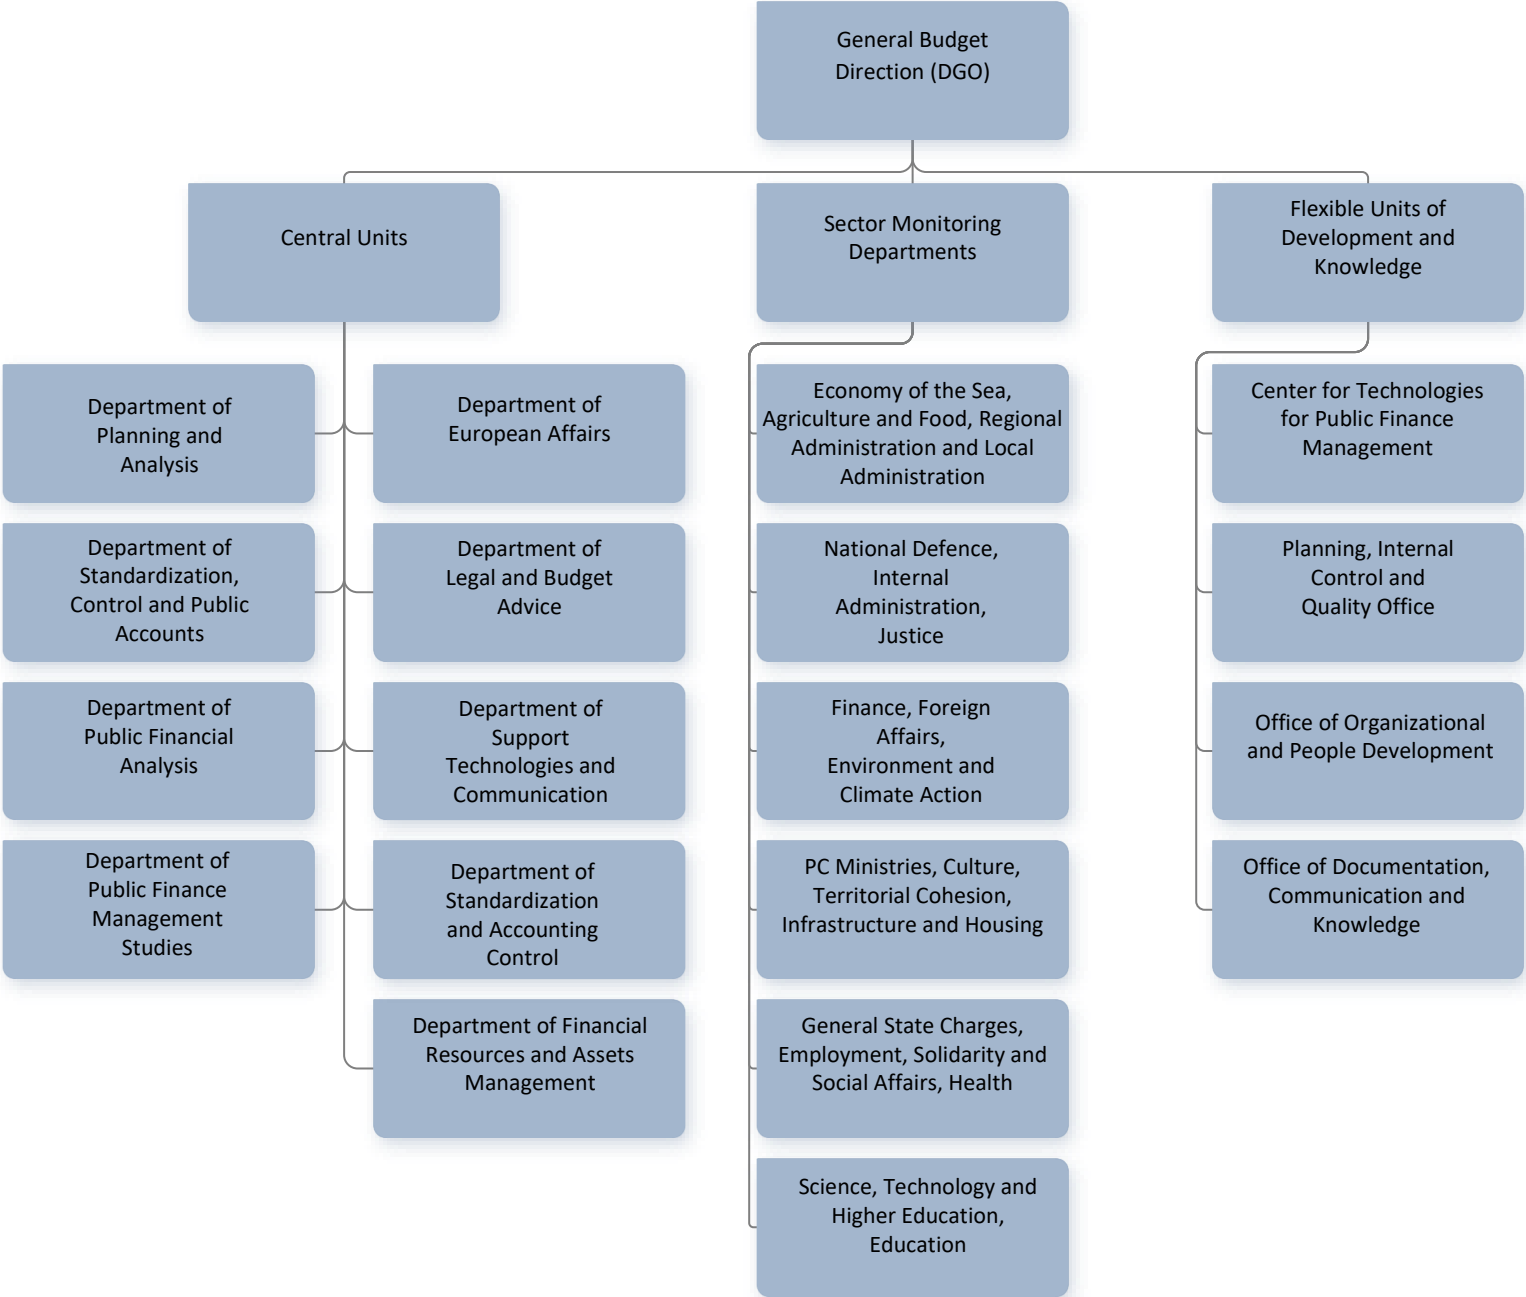 General Budget
Direction (DGO)
Central Units
Sector Monitoring
Departments
Flexible Units of
Development and
Knowledge
Department of
Planning and
Analysis
Department of
European Affairs
Department of
Standardization,
Control and Public
Accounts
Department of
Legal and Budget
Advice
Department of
Public Financial
Analysis
Department of
Support
Technologies and
Communication
Department of
Public Finance
Management
Studies
Department of
Standardization
and Accounting
Control
Department of Financial
Resources and Assets
Management
Economy of the Sea,
Agriculture and Food, Regional
Administration and Local
Administration
National Defence,
Internal
Administration,
Justice
Finance, Foreign
Affairs,
Environment and
Climate Action
PC Ministries, Culture,
Territorial Cohesion,
Infrastructure and Housing
General State Charges,
Employment, Solidarity and
Social Affairs, Health
Science, Technology and
Higher Education,
Education
Center for Technologies
for Public Finance
Management
Planning, Internal
Control and
Quality Office
Office of Organizational
and People Development
Office of Documentation,
Communication and
Knowledge